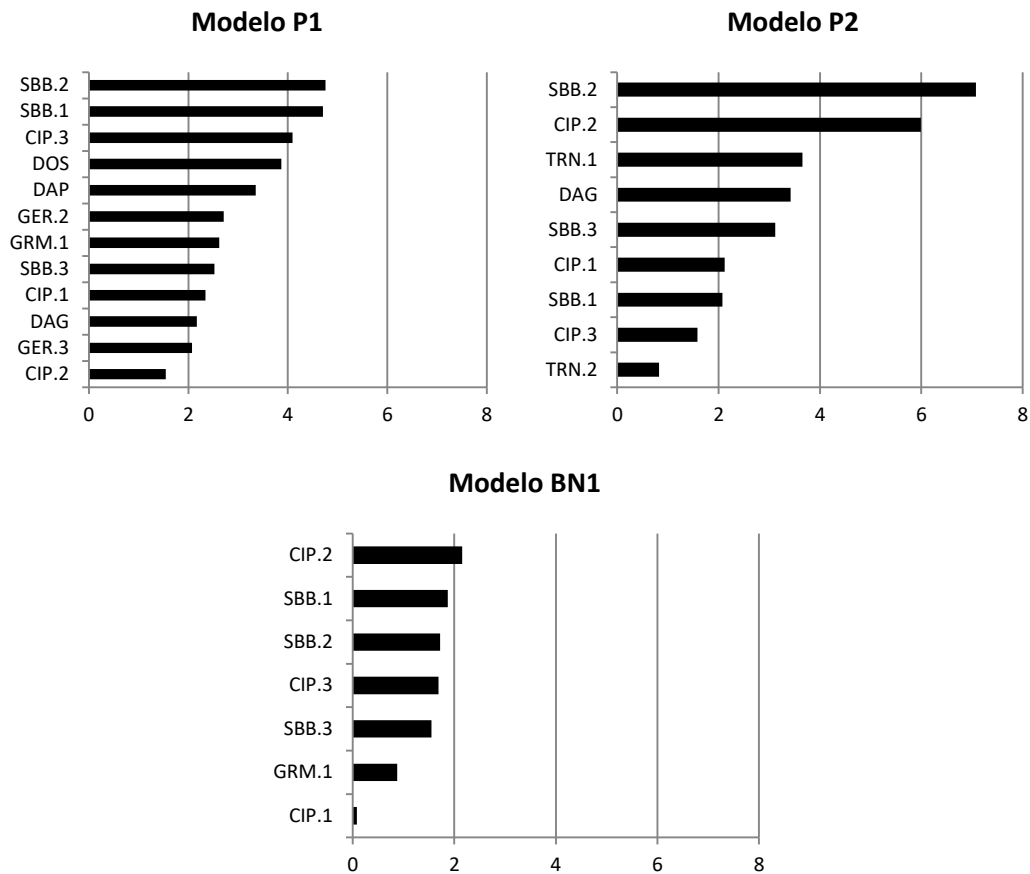 Modelo P1
SBB.2
SBB.1
CIP.3
DOS
DAP
GER.2
GRM.1
SBB.3
CIP.1
DAG
GER.3
CIP.2
0 2 4 6 8
Modelo P2
SBB.2
CIP.2
TRN.1
DAG
SBB.3
CIP.1
SBB.1
CIP.3
TRN.2
0 2 4 6 8
Modelo BN1
CIP.2
SBB.1
SBB.2
CIP.3
SBB.3
GRM.1
CIP.1
0 2 4 6 8